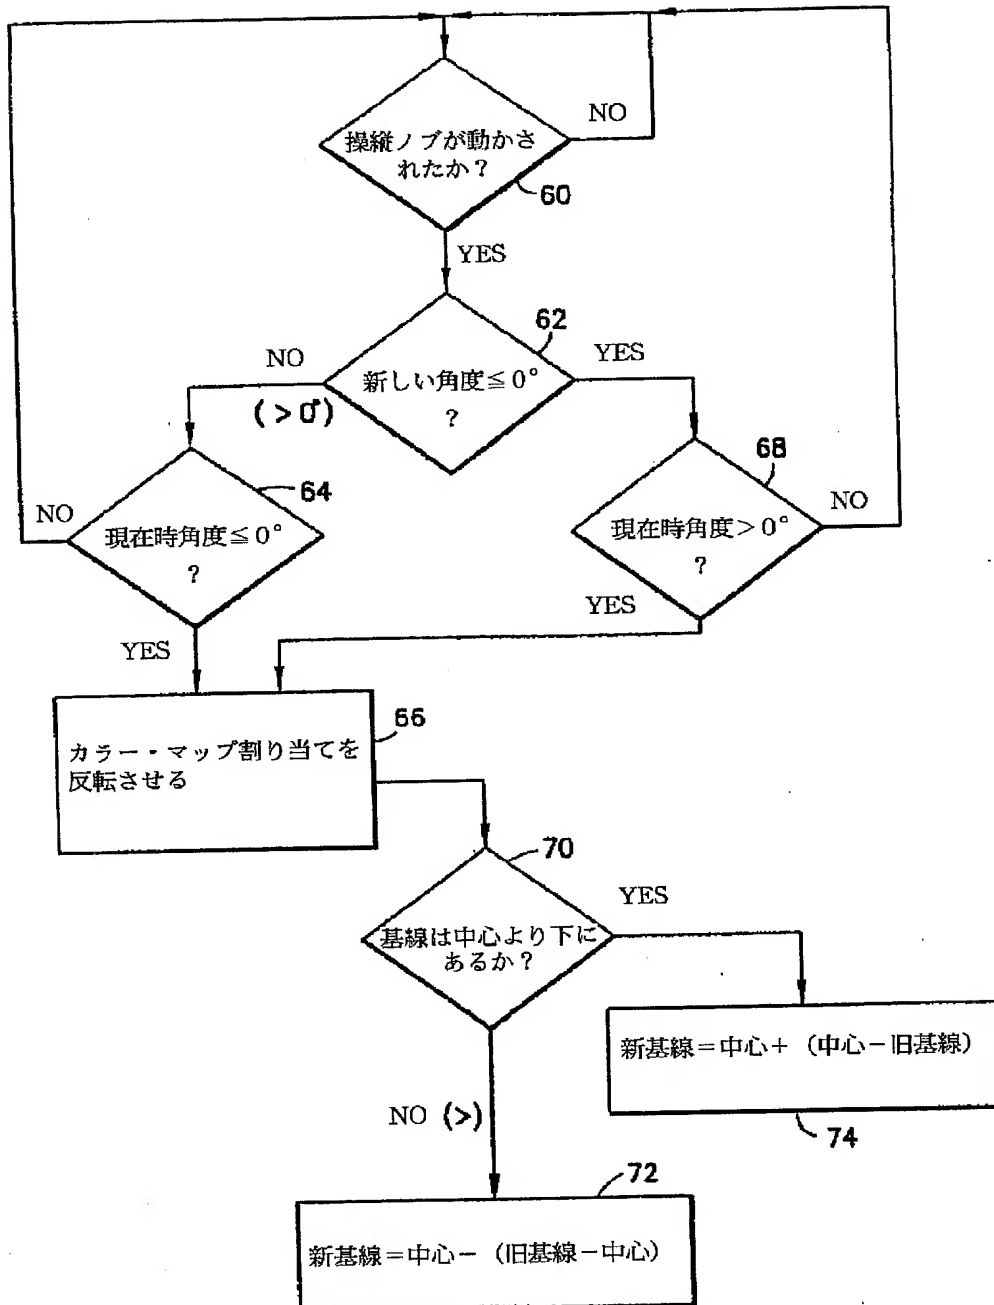 NO
操縦ノブが動かさ
れたか？
60
YES
62
NO
YES
新しい角度≦0°
？
(>0°)
68
64
NO
NO
現在時角度≦0°
？
現在時角度＞0°
？
YES
YES
66
カラー・マップ割り当てを
反転させる
70
YES
基線は中心より下に
あるか？
新基線＝中心＋（中心－旧基線）
NO (>)
74
72
新基線＝中心－（旧基線－中心）